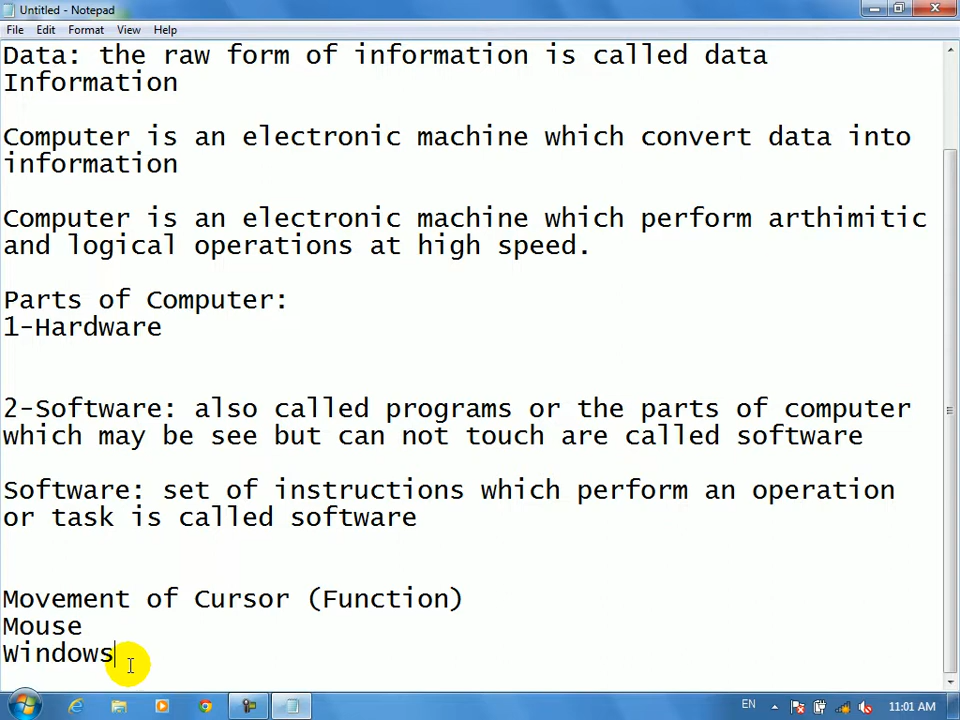 Untitled - Notepad
File Edit Format View Help
Data: the raw form of information is called data
Information
Computer is an electronic machine which convert data into
information
Computer is an electronic machine which perform arthimitic
and logical operations at high speed.
Parts of Computer:
1-Hardware
2-Software: also called programs or the parts of computer
which may be see but can not touch are called software
Software: set of instructions which perform an operation
or task is called software
Movement of Cursor (Function)
Mouse
Windows
EN 11:01 AM